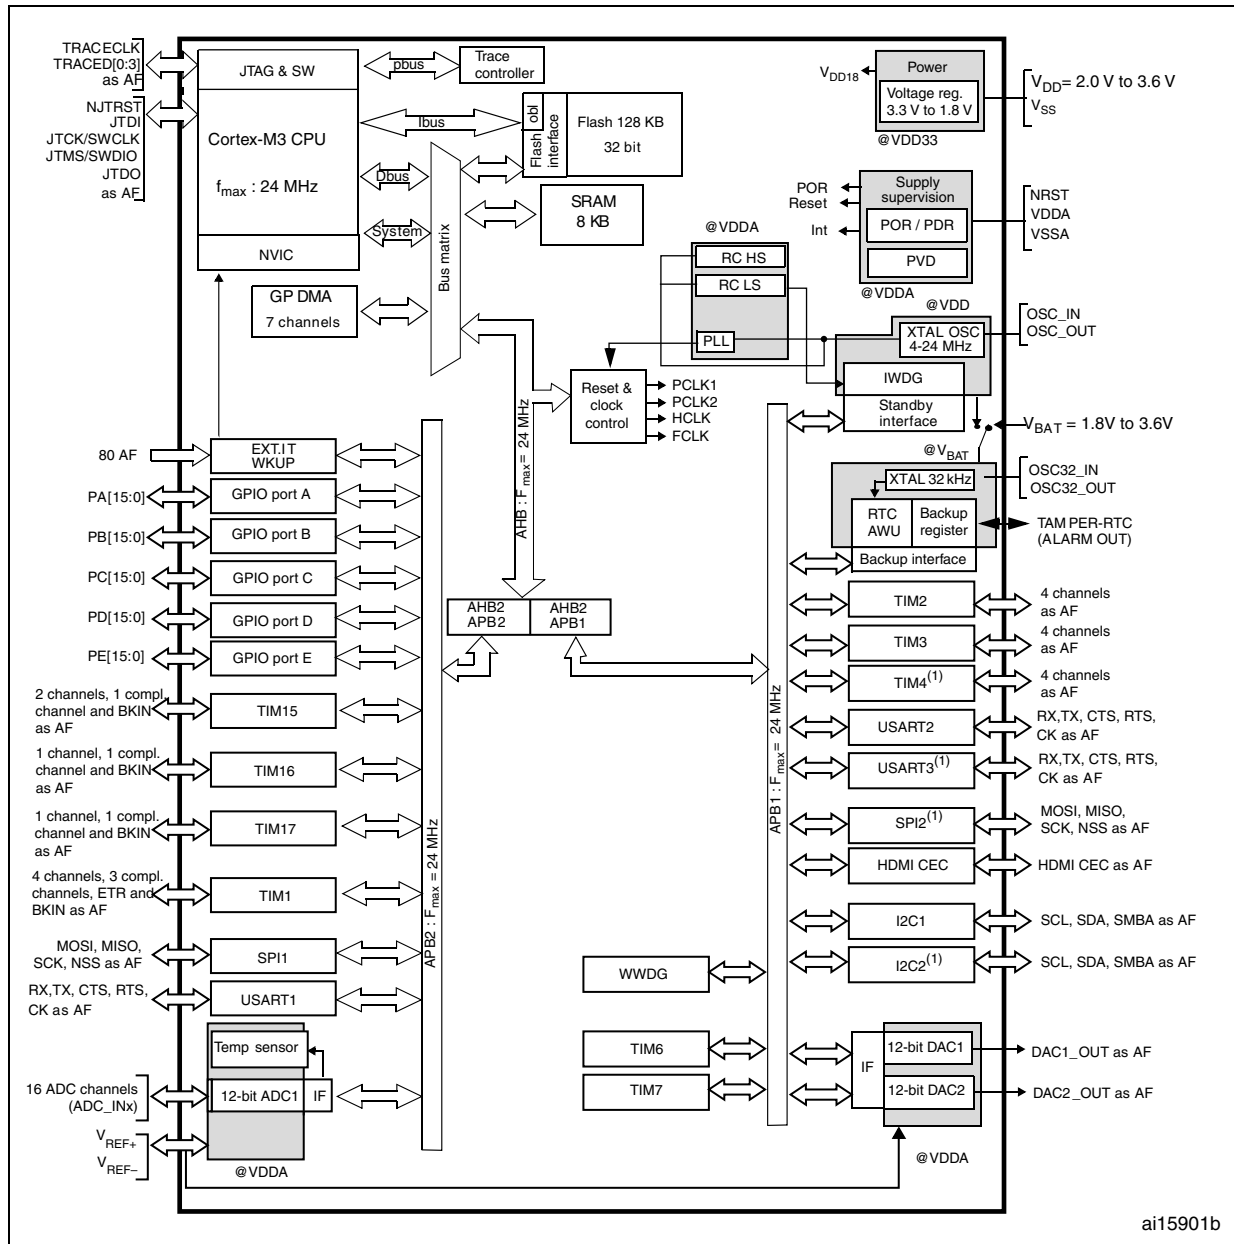 TRACECLK
TRACED[0:3]
as AF
NJTRST
JTDI
JTCK/SWCLK
JTMS/SWDIO
JTDO
as AF
JTAG & SW
Cortex-M3 CPU
fmax : 24 MHz
NVIC
pbus
Trace
controller
Ibus
Dbus
System
Flash obl
interface
Flash 128 KB
32 bit
SRAM
8 KB
Bus matrix
GP DMA
7 channels
VDD18
Power
Voltage reg.
3.3 V to 1.8 V
@VDD33
VDD= 2.0 V to 3.6 V
VSS
POR
Reset
Int
Supply
supervision
POR / PDR
PVD
@VDDA
NRST
VDDA
VSSA
@VDDA
RC HS
RC LS
PLL
@VDD
XTAL OSC
4-24 MHz
OSC_IN
OSC_OUT
IWDG
Standby
interface
Reset &
clock
control
PCLK1
PCLK2
HCLK
FCLK
VBAT = 1.8V to 3.6V
@VBAT
XTAL 32 kHz
OSC32_IN
OSC32_OUT
RTC
AWU
Backup
register
Backup interface
TAMPER-RTC
(ALARM OUT)
AHB : Fmax = 24 MHz
AHB2
APB2
AHB2
APB1
80 AF
EXT.IT
WKUP
PA[15:0]
GPIO port A
PB[15:0]
GPIO port B
PC[15:0]
GPIO port C
PD[15:0]
GPIO port D
PE[15:0]
GPIO port E
2 channels, 1 compl.
channel and BKIN
as AF
TIM15
1 channel, 1 compl.
channel and BKIN
as AF
TIM16
1 channel, 1 compl.
channel and BKIN
as AF
TIM17
4 channels, 3 compl.
channels, ETR and
BKIN as AF
TIM1
MOSI, MISO,
SCK, NSS as AF
SPI1
RX,TX, CTS, RTS,
CK as AF
USART1
Temp sensor
16 ADC channels
(ADC_INx)
12-bit ADC1
IF
VREF+
VREF–
@VDDA
APB2 : Fmax = 24 MHz
APB1 : Fmax = 24 MHz
WWDG
TIM6
TIM7
TIM2
4 channels
as AF
TIM3
4 channels
as AF
TIM4(1)
4 channels
as AF
USART2
RX,TX, CTS, RTS,
CK as AF
USART3(1)
RX,TX, CTS, RTS,
CK as AF
SPI2(1)
MOSI, MISO,
SCK, NSS as AF
HDMI CEC
HDMI CEC as AF
I2C1
SCL, SDA, SMBA as AF
I2C2(1)
SCL, SDA, SMBA as AF
IF
12-bit DAC1
DAC1_OUT as AF
12-bit DAC2
DAC2_OUT as AF
@VDDA
ai15901b